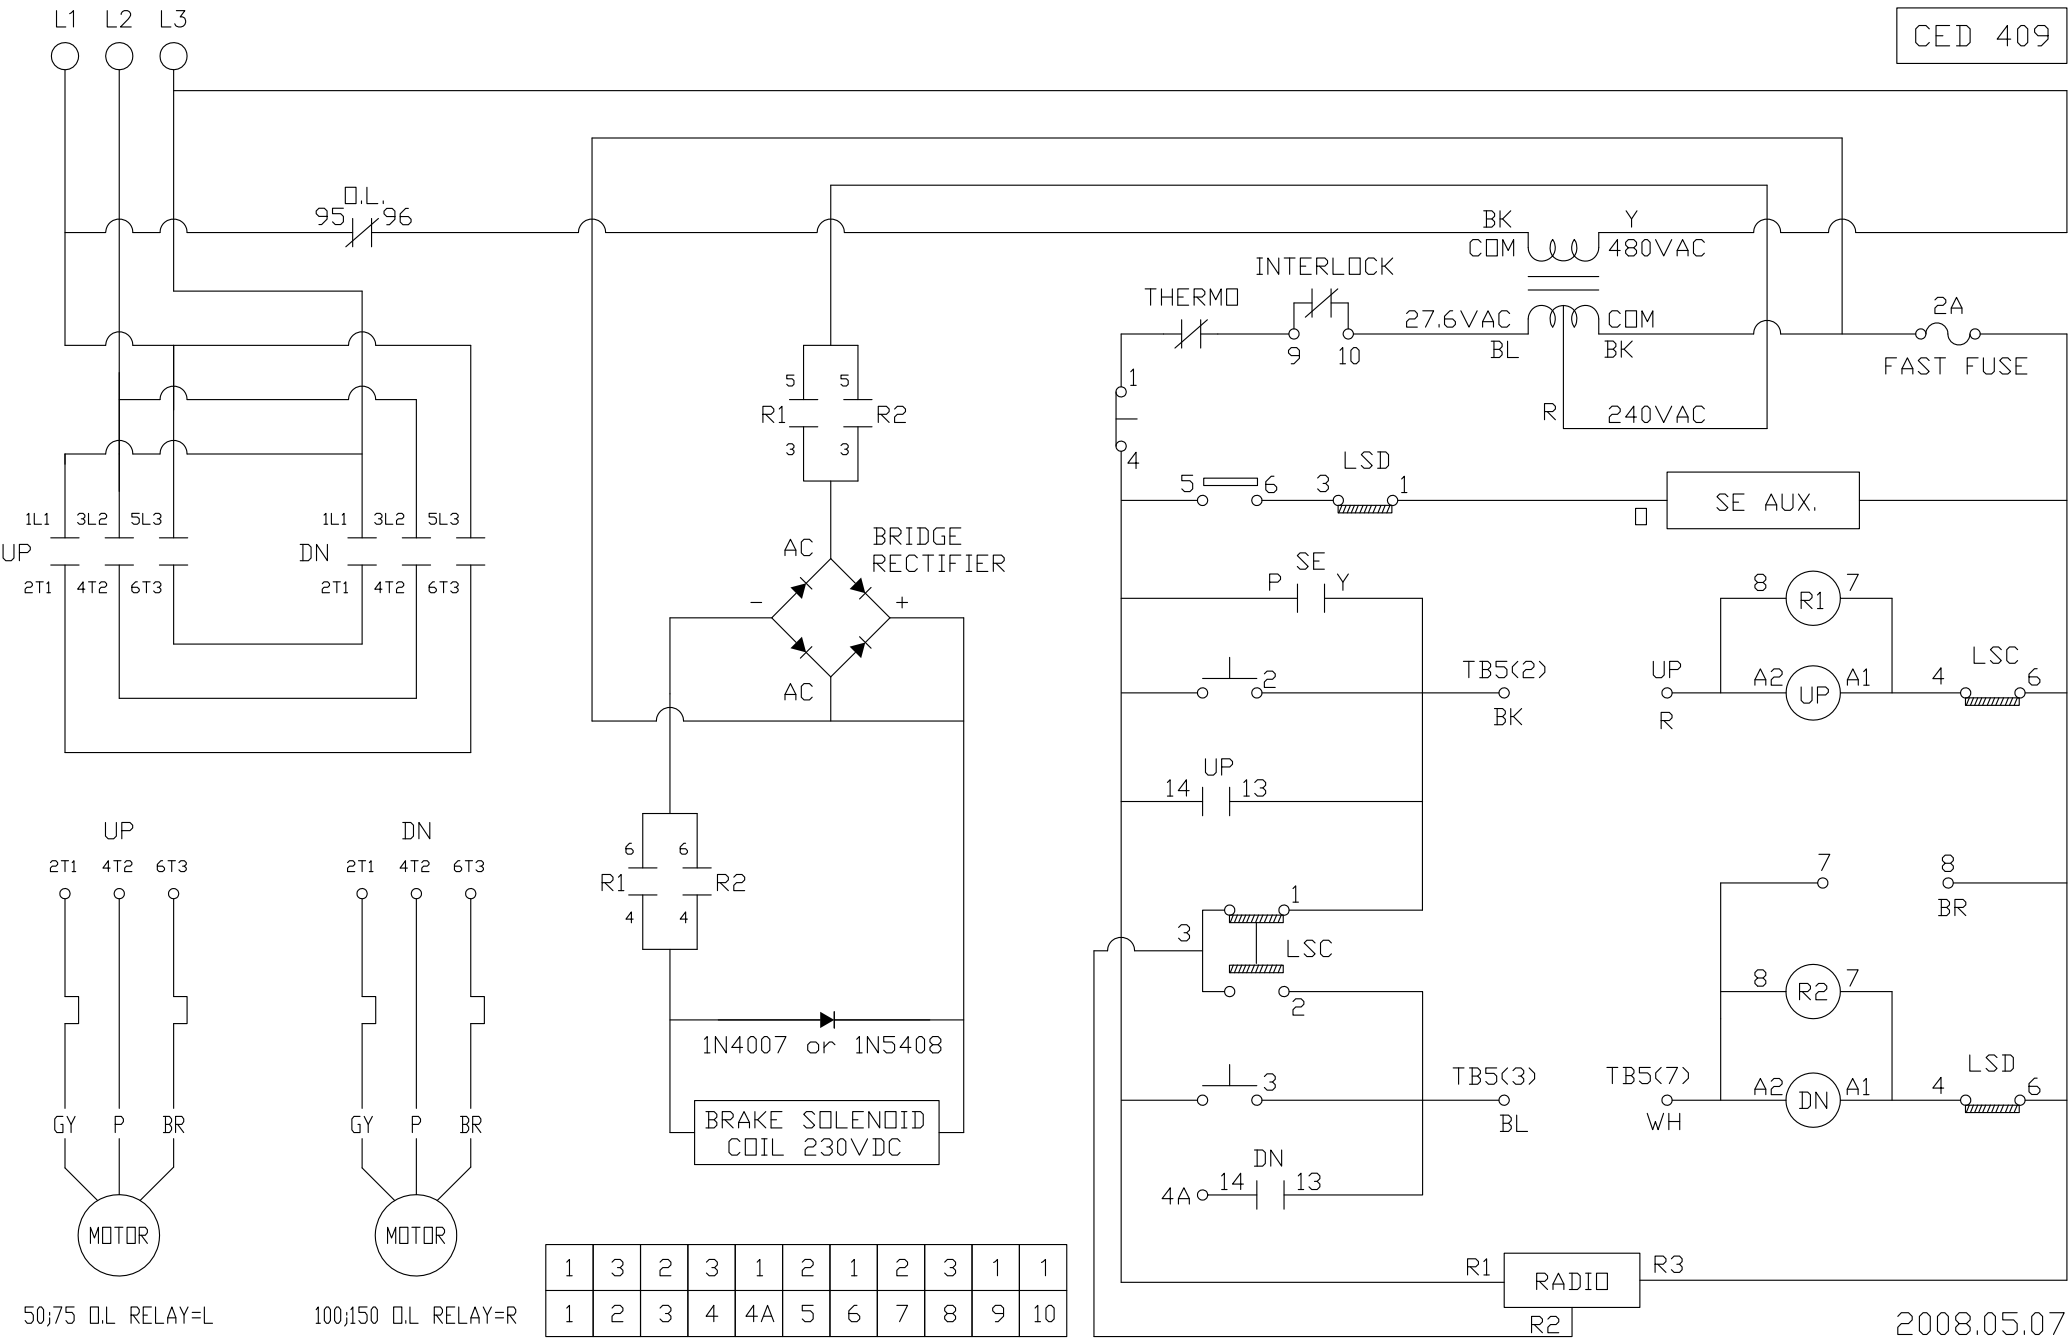 L1 L2 L3
CED 409
O.L.
95 96
BK Y
COM 480VAC
INTERLOCK
THERMO
27.6VAC COM
2A
9 10 BL BK
FAST FUSE
1
5 5
R1 R2
R 240VAC
3 3
4
LSD
5 6 3 1
SE AUX.
O
1L1 3L2 5L3 1L1 3L2 5L3
UP DN
2T1 4T2 6T3 2T1 4T2 6T3
AC
BRIDGE
RECTIFIER
- +
AC
SE
P Y
8 R1 7
TB5(2) UP
LSC
2
A2 UP A1 4 6
BK R
UP
14 13
UP DN
2T1 4T2 6T3 2T1 4T2 6T3
6 6
R1 R2
4 4
7 8
BR
1
3
LSC
2
8 R2 7
1N4007 or 1N5408
TB5(3) TB5(7)
LSD
3
A2 DN A1 4 6
BL WH
GY P BR GY P BR
BRAKE SOLENOID
COIL 230VDC
DN
4A 14 13
MOTOR MOTOR
R1 RADIO R3
R2
1 3 2 3 1 2 1 2 3 1 1
1 2 3 4 4A 5 6 7 8 9 10
50;75 O.L RELAY=L 100;150 O.L RELAY=R
2008.05.07